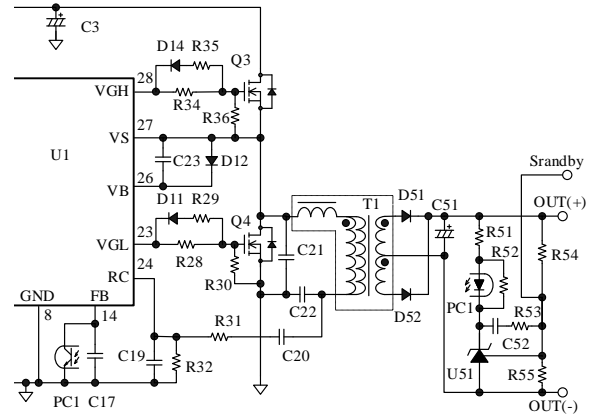 C3
D14 R35
Q3
28
VGH
R34
R36
27
VS
U1
C23 D12
26
VB
D11 R29
Q4
23
VGL
R28
24
RC
R30
C21
C22
T1
D51
C51
D52
Srandby
OUT(+)
R51
R52
R54
PC1
R53
C52
U51
R55
OUT(-)
GND FB
8 14
R31
C20
C19
R32
PC1 C17